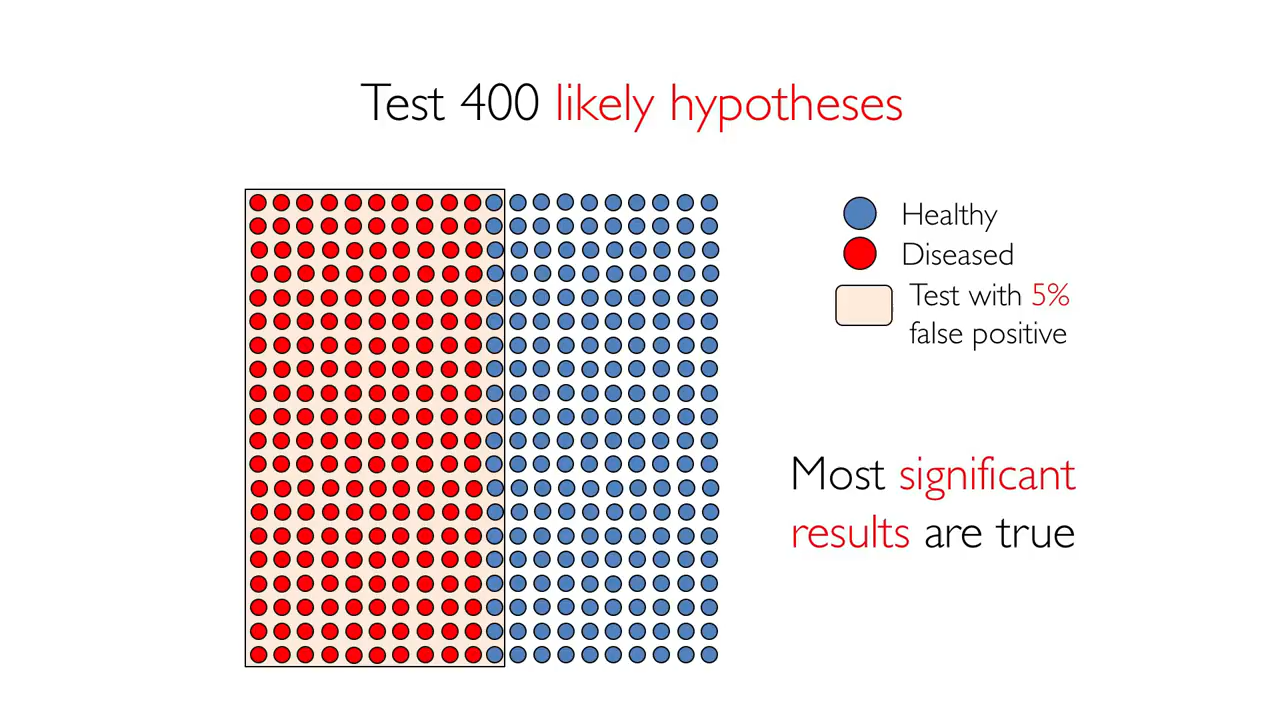 Test 400 likely hypotheses
Healthy
Diseased
Test with 5%
false positive
Most significant
results are true